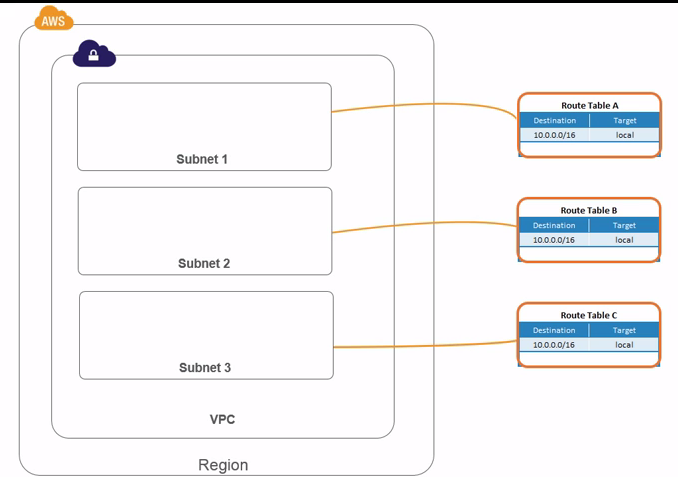 AWS
Subnet 1
Subnet 2
Subnet 3
VPC
Region
Route Table A
Destination Target
10.0.0.0/16 local
Route Table B
Destination Target
10.0.0.0/16 local
Route Table C
Destination Target
10.0.0.0/16 local